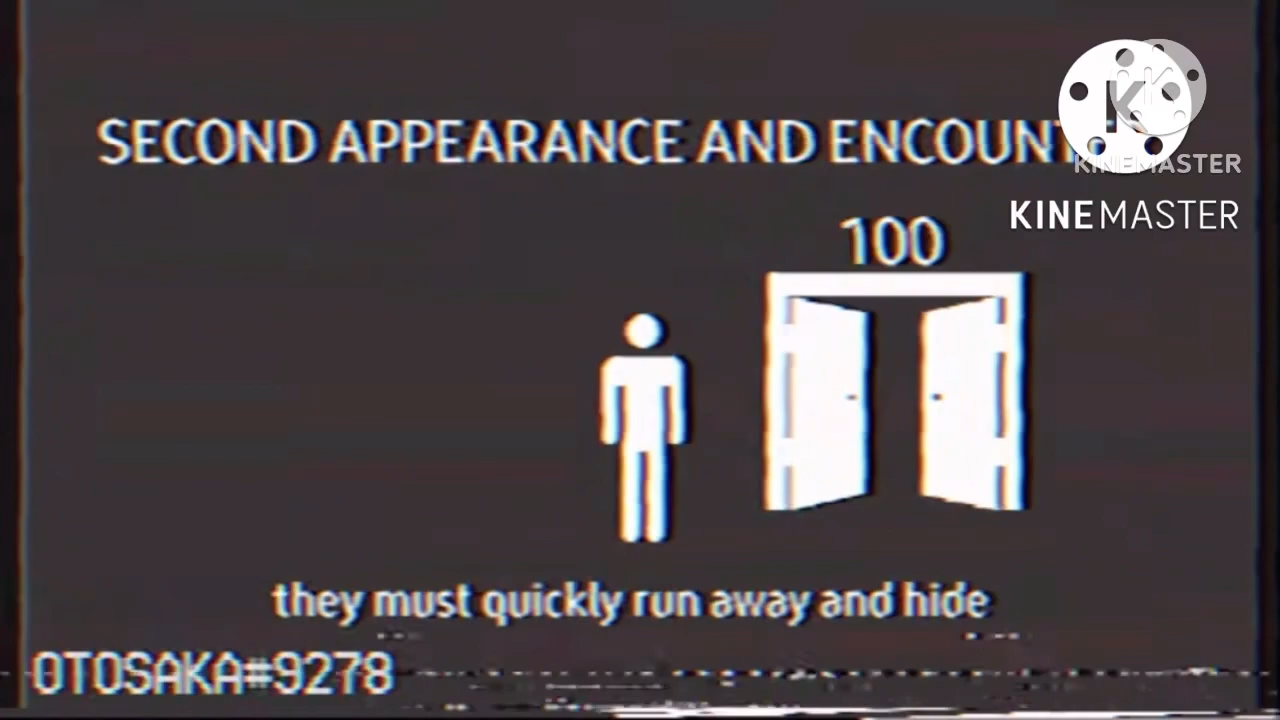 SECOND APPEARANCE AND ENCOUNT
KINEMASTER
KINEMASTER
100
they must quickly run away and hide
OTOSAKA#9278